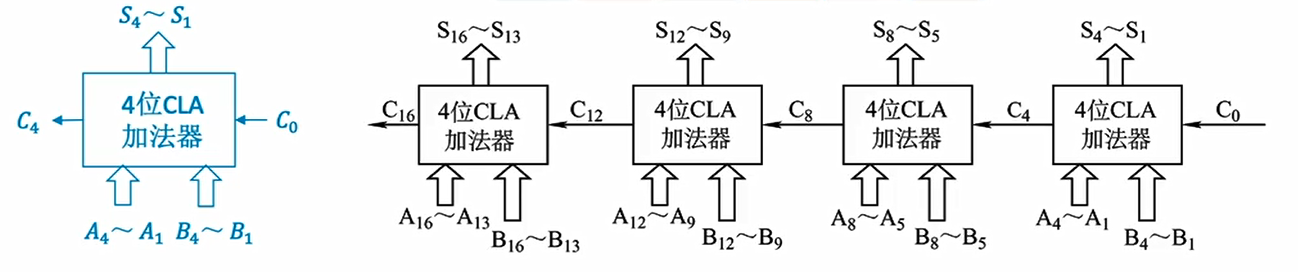 S₄～S₁
4位CLA
加法器
C₄
C₀
A₄～A₁ B₄～B₁
S₁₆～S₁₃ S₁₂～S₉ S₈～S₅ S₄～S₁
C₁₆ 4位CLA C₁₂ 4位CLA C₈ 4位CLA C₄ 4位CLA C₀
加法器 加法器 加法器 加法器
A₁₆～A₁₃ A₁₂～A₉ A₈～A₅ A₄～A₁
B₁₆～B₁₃ B₁₂～B₉ B₈～B₅ B₄～B₁